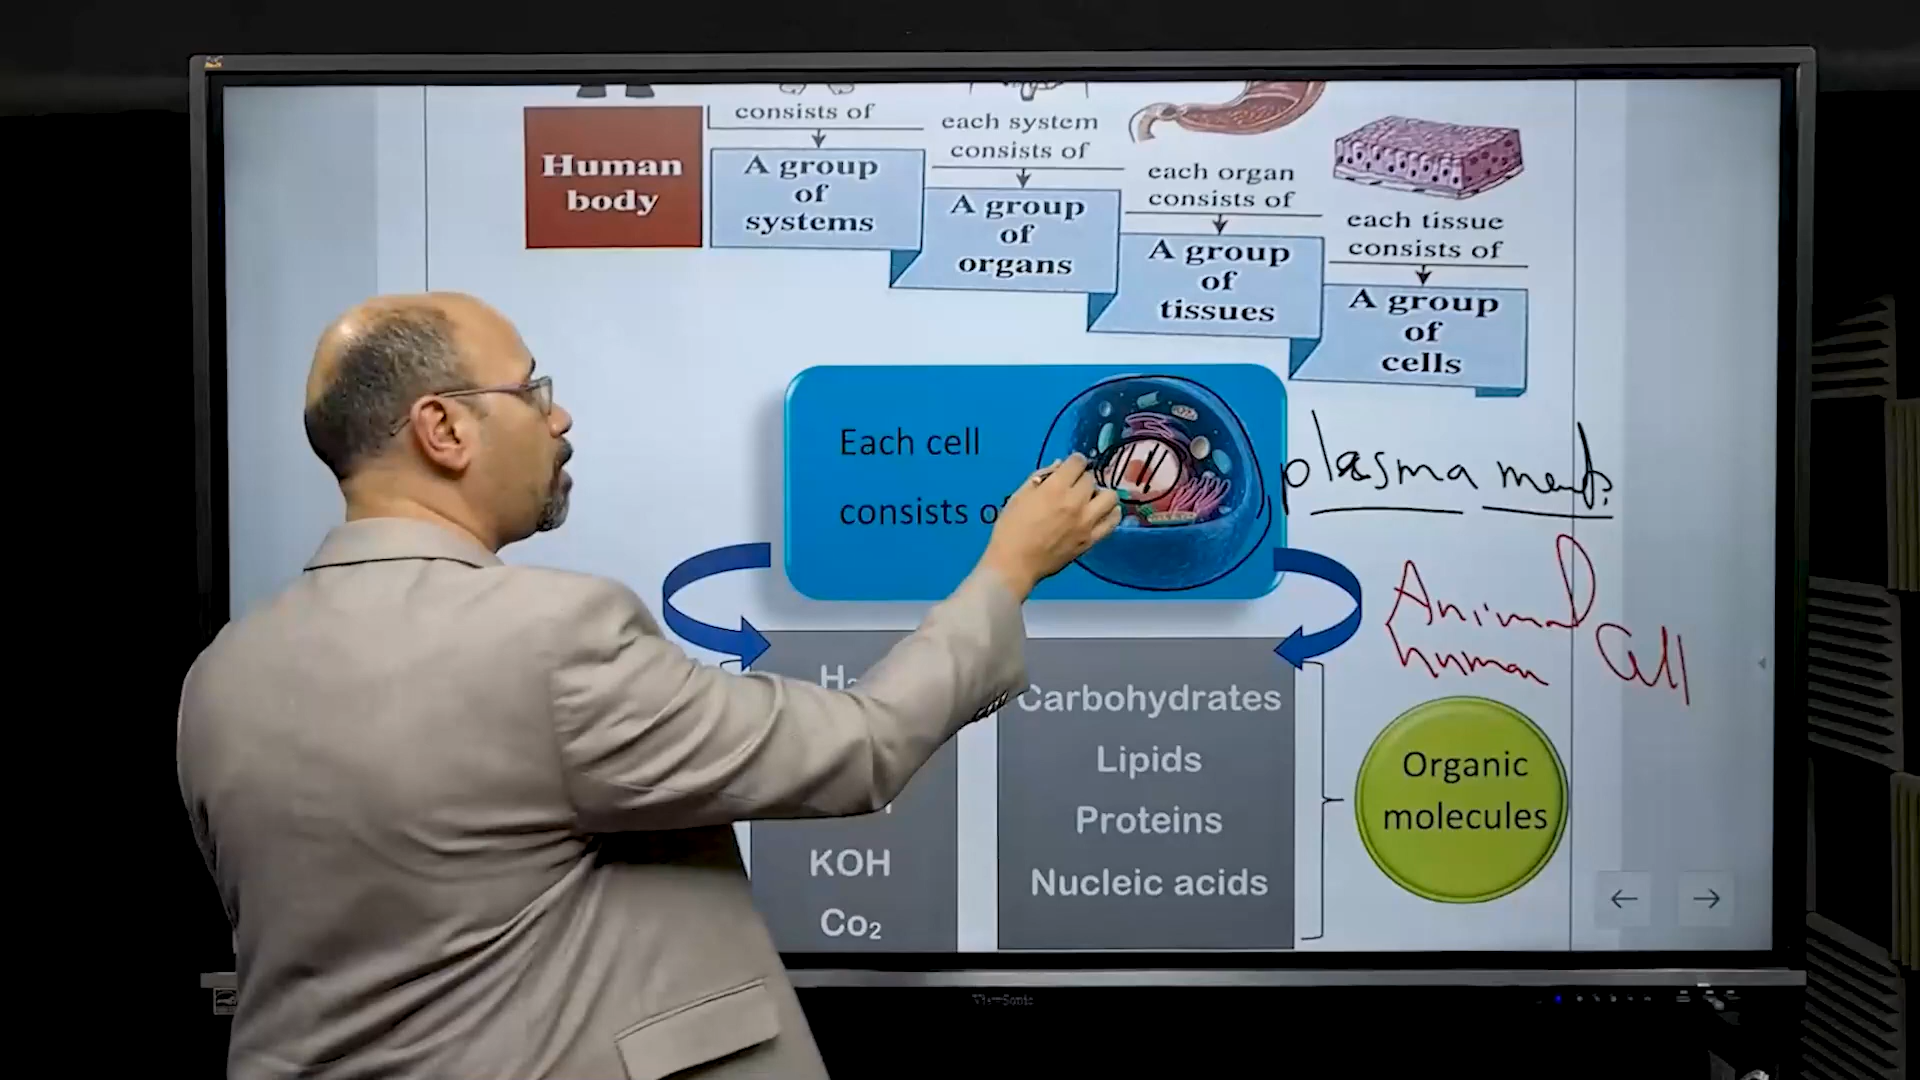 consists of
each system
consists of
each organ
consists of
each tissue
consists of
Human
body
A group
of
systems
A group
of
organs
A group
of
tissues
A group
of
cells
Each cell
consists
plasma memb.
Animal
human
Cell
KOH
Co₂
Carbohydrates
Lipids
Proteins
Nucleic acids
Organic
molecules
ViewSonic